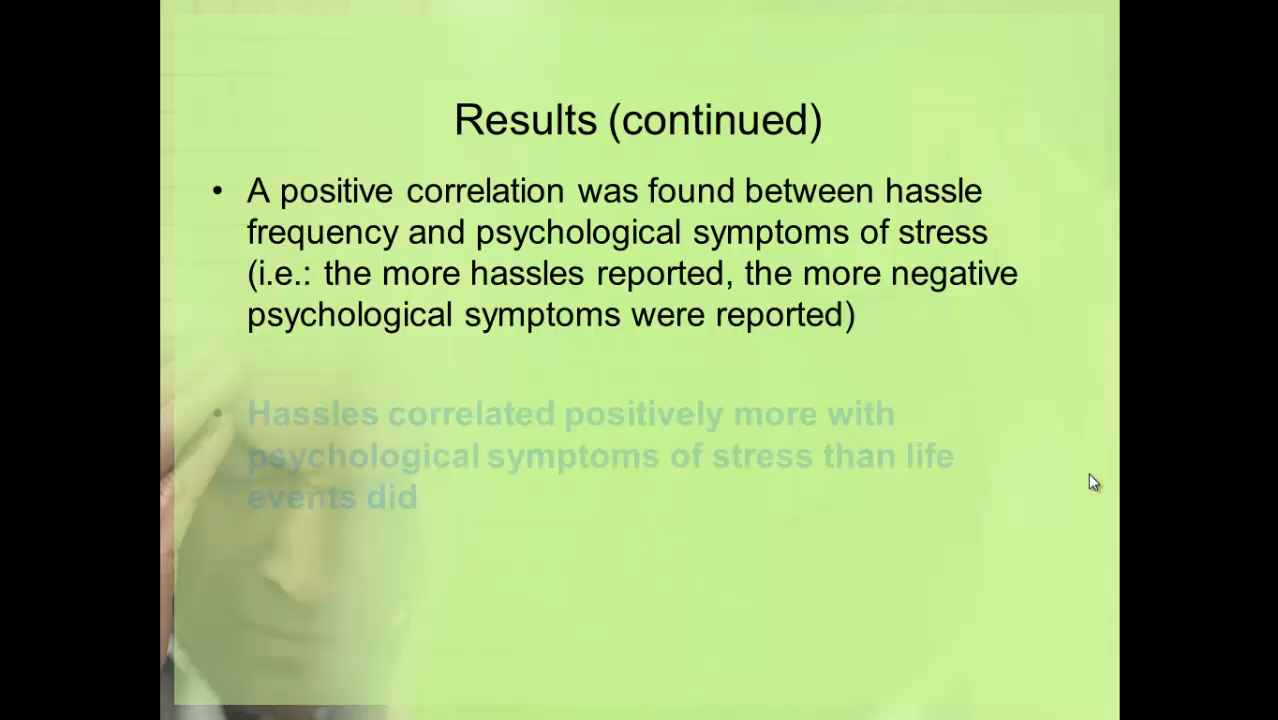 Results (continued)
• A positive correlation was found between hassle
frequency and psychological symptoms of stress
(i.e.: the more hassles reported, the more negative
psychological symptoms were reported)
• Hassles correlated positively more with
psychological symptoms of stress than life
events did